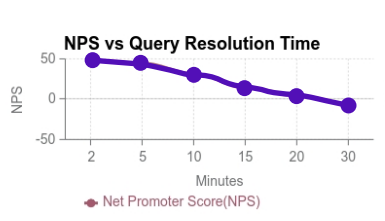 NPS vs Query Resolution Time
50
0
-50
NPS
2 5 10 15 20 30
Minutes
Net Promoter Score(NPS)